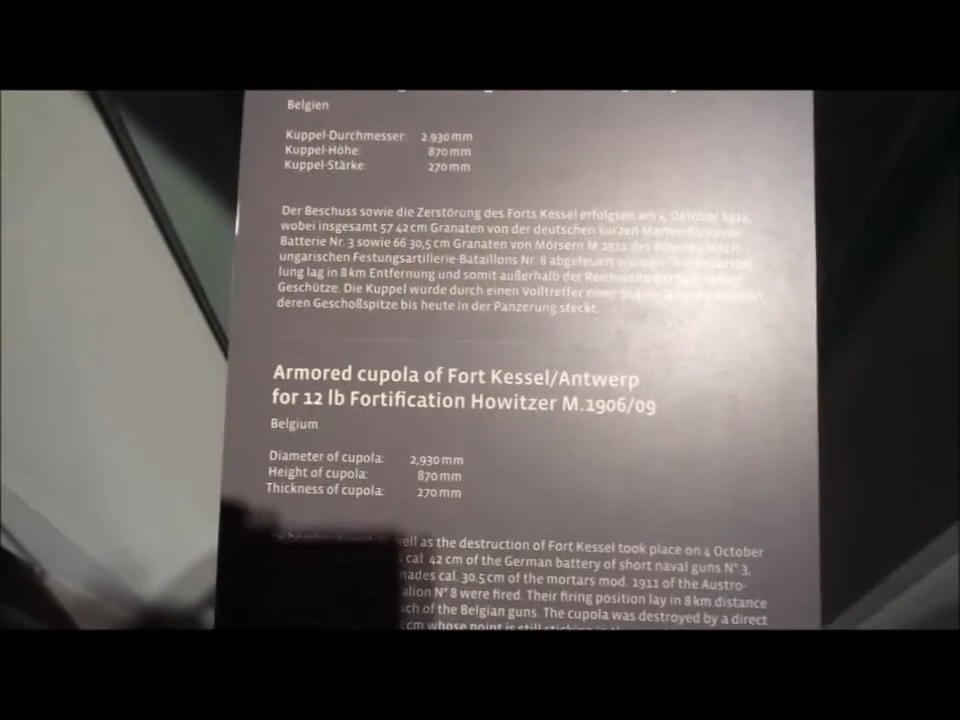 Belgien
Kuppel-Durchmesser: 2.930 mm
Kuppel-Höhe: 870 mm
Kuppel-Stärke: 270 mm
Der Beschuss sowie die Zerstörung des Forts Kessel erfolgten am 4. Oktober 1914,
wobei insgesamt 57 42 cm Granaten von der deutschen kurzen
Batterie Nr. 3 sowie 66 30,5 cm Granaten von Mörsern M.1911 des
ungarischen Festungsartillerie-Bataillons Nr. 8 abgefeuert wurden.
lung lag in 8 km Entfernung und somit außerhalb der Reichweite der
Geschütze. Die Kuppel wurde durch einen Volltreffer einer
deren Geschoßspitze bis heute in der Panzerung steckt.
Armored cupola of Fort Kessel/Antwerp
for 12 lb Fortification Howitzer M.1906/09
Belgium
Diameter of cupola: 2,930 mm
Height of cupola: 870 mm
Thickness of cupola: 270 mm
as the destruction of Fort Kessel took place on 4 October
cal. 42 cm of the German battery of short naval guns N° 3,
cal. 30.5 cm of the mortars mod. 1911 of the Austro-
N° 8 were fired. Their firing position lay in 8 km distance
of the Belgian guns. The cupola was destroyed by a direct
cm whose point is still